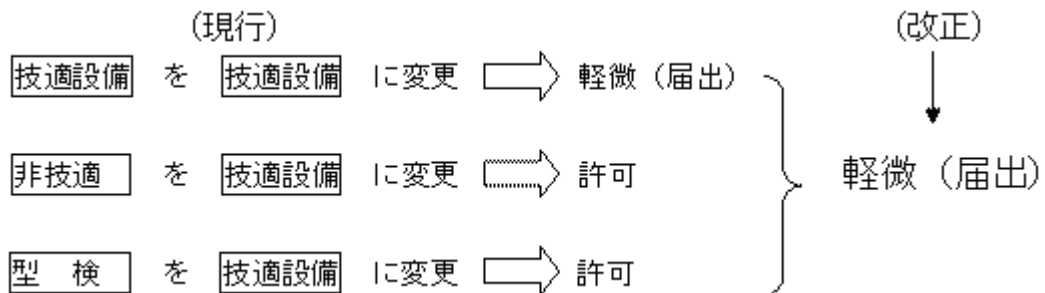 (現行) (改正)
技適設備 を 技適設備 に変更 軽微（届出）
非技適 を 技適設備 に変更 許可 軽微（届出）
型 検 を 技適設備 に変更 許可